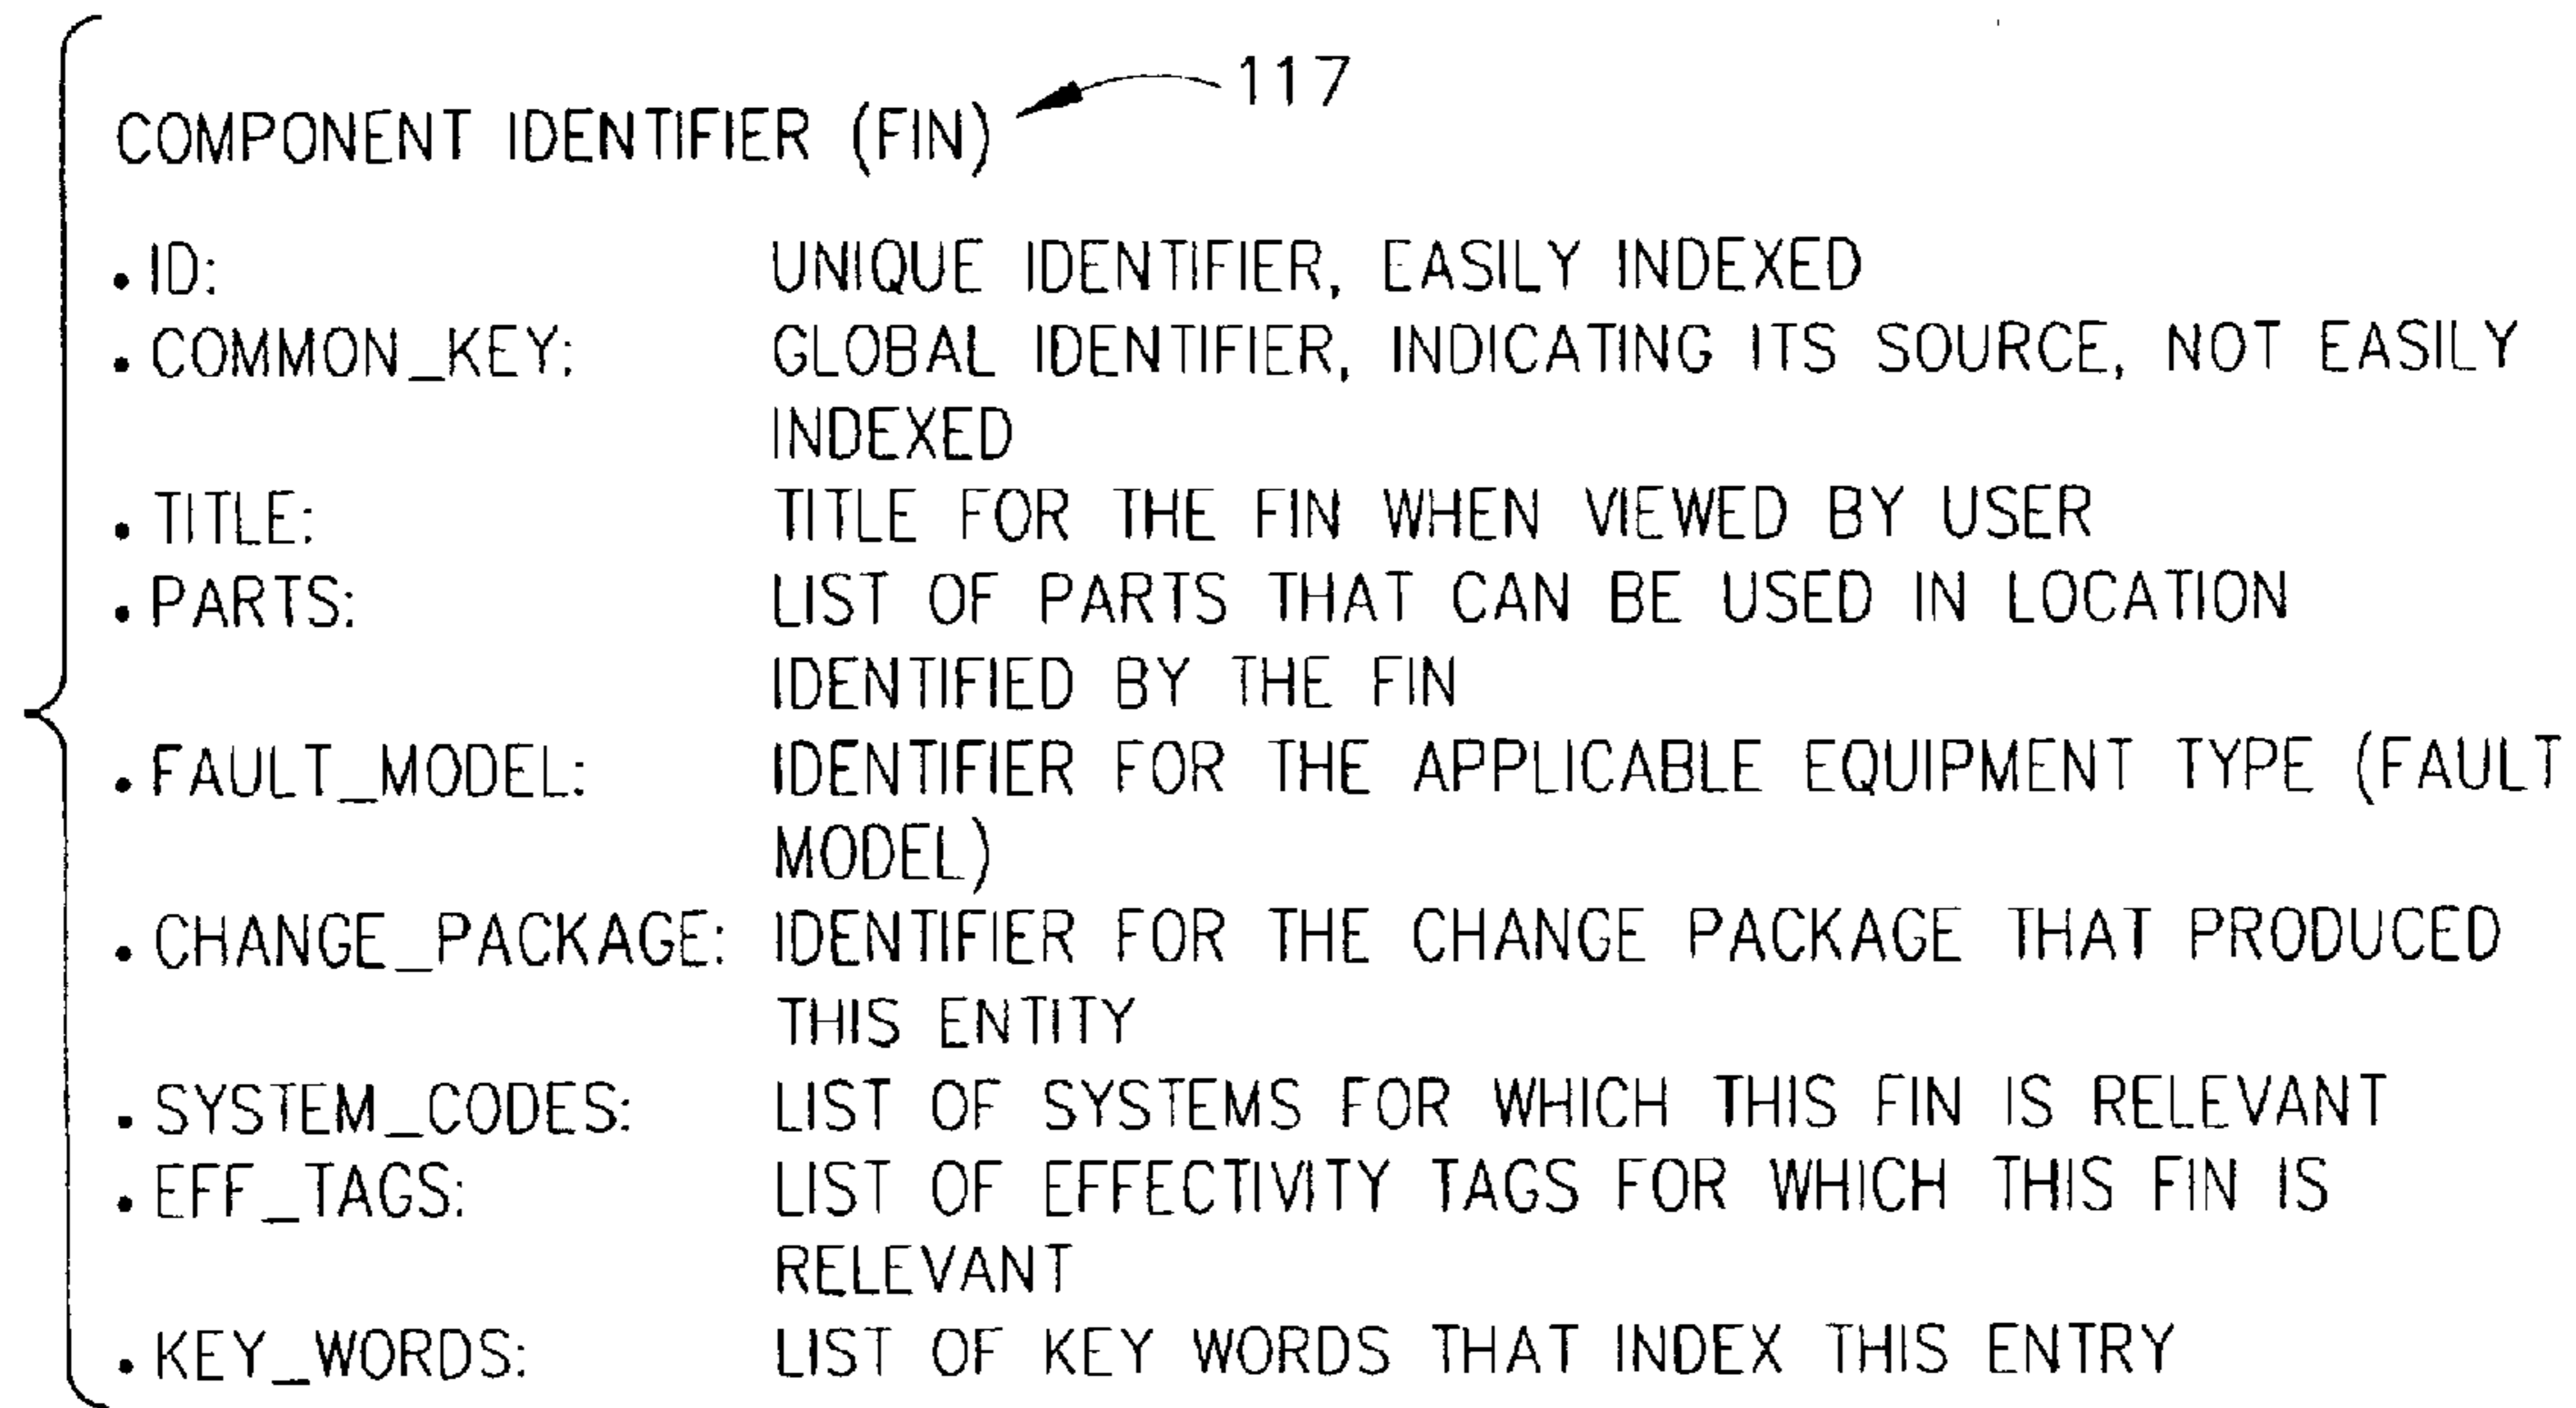 117
COMPONENT IDENTIFIER (FIN)
• ID: UNIQUE IDENTIFIER, EASILY INDEXED
• COMMON_KEY: GLOBAL IDENTIFIER, INDICATING ITS SOURCE, NOT EASILY
INDEXED
• TITLE: TITLE FOR THE FIN WHEN VIEWED BY USER
• PARTS: LIST OF PARTS THAT CAN BE USED IN LOCATION
IDENTIFIED BY THE FIN
• FAULT_MODEL: IDENTIFIER FOR THE APPLICABLE EQUIPMENT TYPE (FAULT
MODEL)
• CHANGE_PACKAGE: IDENTIFIER FOR THE CHANGE PACKAGE THAT PRODUCED
THIS ENTITY
• SYSTEM_CODES: LIST OF SYSTEMS FOR WHICH THIS FIN IS RELEVANT
• EFF_TAGS: LIST OF EFFECTIVITY TAGS FOR WHICH THIS FIN IS
RELEVANT
• KEY_WORDS: LIST OF KEY WORDS THAT INDEX THIS ENTRY